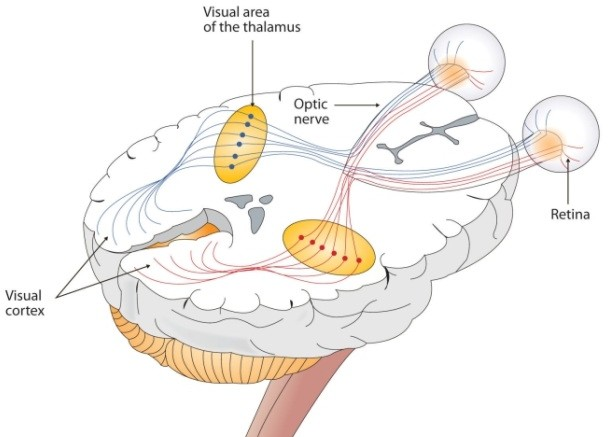 Visual area
of the thalamus
Optic
nerve
Retina
Visual
cortex